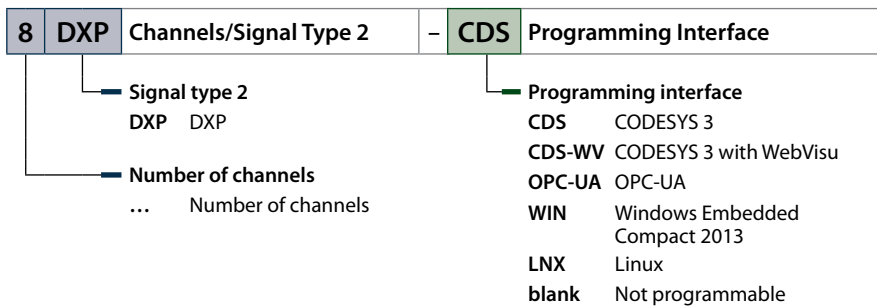 8 DXP Channels/Signal Type 2 – CDS Programming Interface
Signal type 2
DXP DXP
Number of channels
... Number of channels
Programming interface
CDS CODESYS 3
CDS-WV CODESYS 3 with WebVisu
OPC-UA OPC-UA
WIN Windows Embedded
Compact 2013
LNX Linux
blank Not programmable